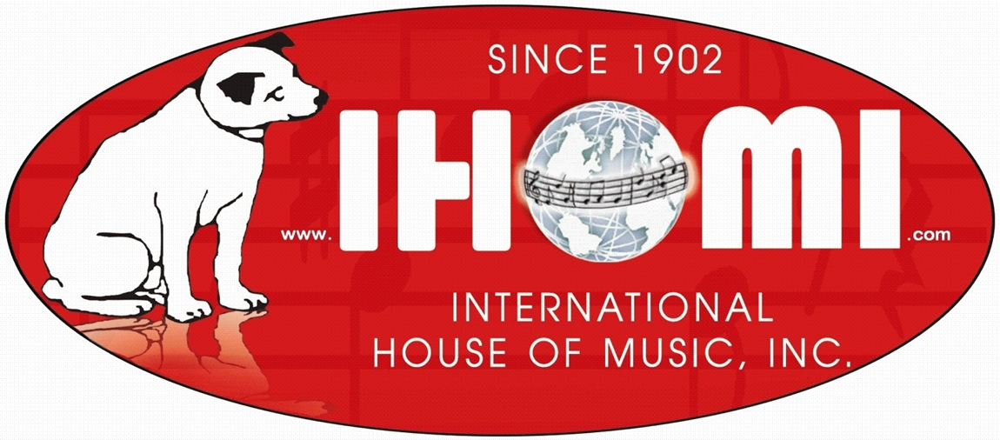 SINCE 1902
www.IHOMI.com
INTERNATIONAL
HOUSE OF MUSIC, INC.